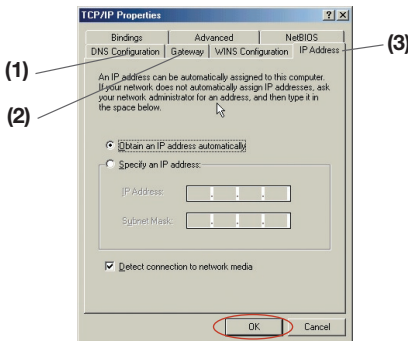 TCP/IP Properties
Bindings Advanced NetBIOS
DNS Configuration Gateway WINS Configuration IP Address
(1)
(2)
(3)
An IP address can be automatically assigned to this computer.
If your network does not automatically assign IP addresses, ask
your network administrator for an address, and then type it in
the space below.
Obtain an IP address automatically
Specify an IP address:
IP Address:
Subnet Mask:
Detect connection to network media
OK Cancel